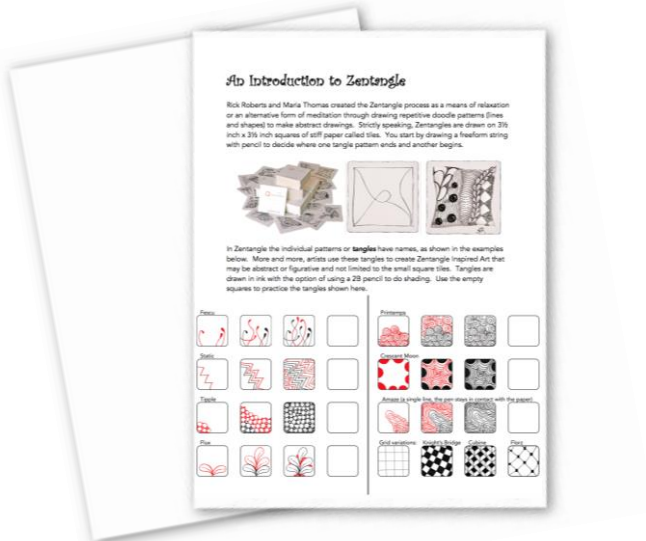 An Introduction to Zentangle
Rick Roberts and Maria Thomas created the Zentangle process as a means of relaxation
or an alternative form of meditation through drawing repetitive doodle patterns (lines
and shapes) to make abstract drawings. Strictly speaking, Zentangles are drawn on 3½
inch x 3½ inch squares of stiff paper called tiles. You start by drawing a freeform string
with pencil to decide where one tangle pattern ends and another begins.
In Zentangle the individual patterns or tangles have names, as shown in the examples
below. More and more, artists use these tangles to create Zentangle Inspired Art that
may be abstract or figurative and not limited to the small square tiles. Tangles are
drawn in ink with the option of using a 2B pencil to do shading. Use the empty
squares to practice the tangles shown here.
Fescu
Static
Tipple
Flux
Printemps
Crescent Moon
Amaze (a single line, the pen stays in contact with the paper)
Grid variations: Knight's Bridge Cubine Florz